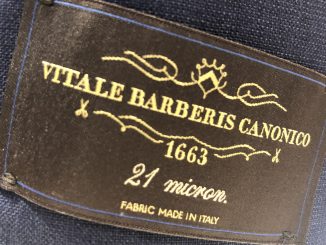 VITALE BARBERIS CANONICO
1663
21 micron.
FABRIC MADE IN ITALY